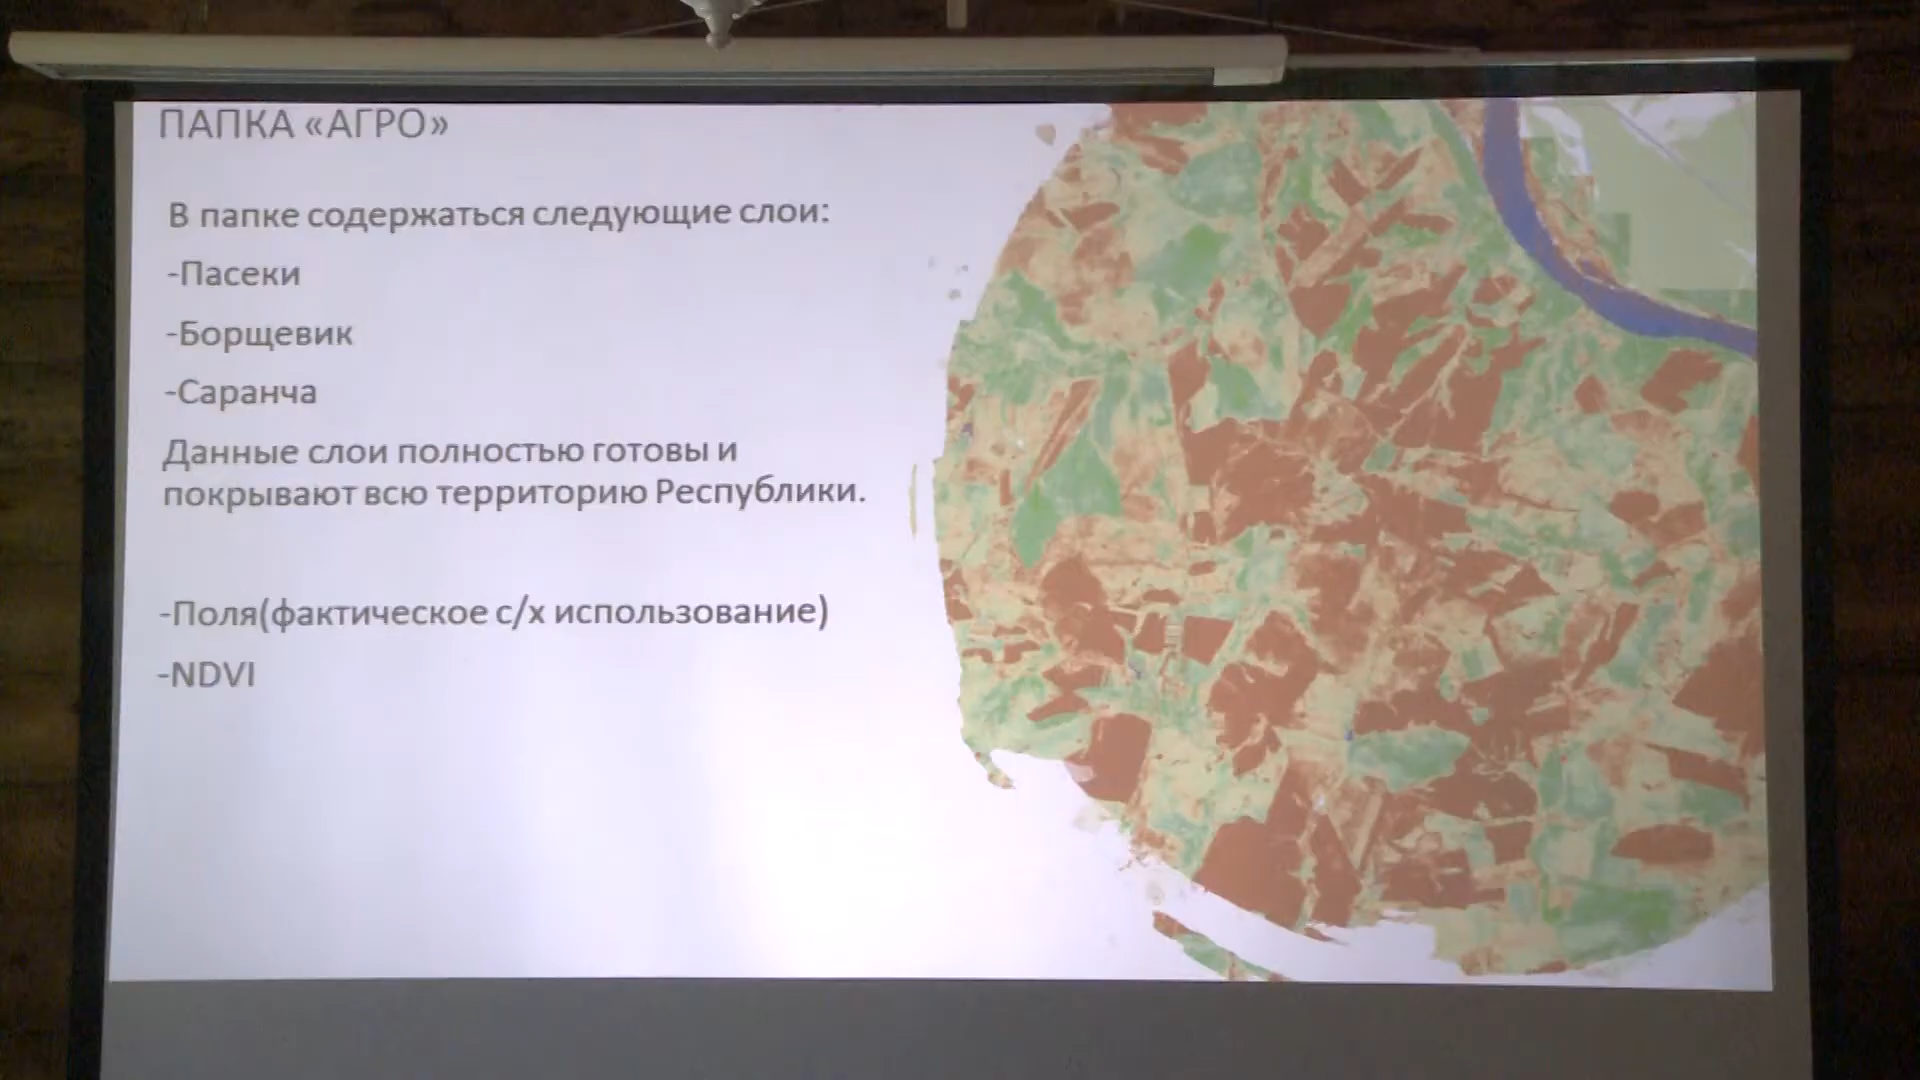 ПАПКА «АГРО»
В папке содержаться следующие слои:
-Пасеки
-Борщевик
-Саранча
Данные слои полностью готовы и
покрывают всю территорию Республики.
-Поля(фактическое с/х использование)
-NDVI